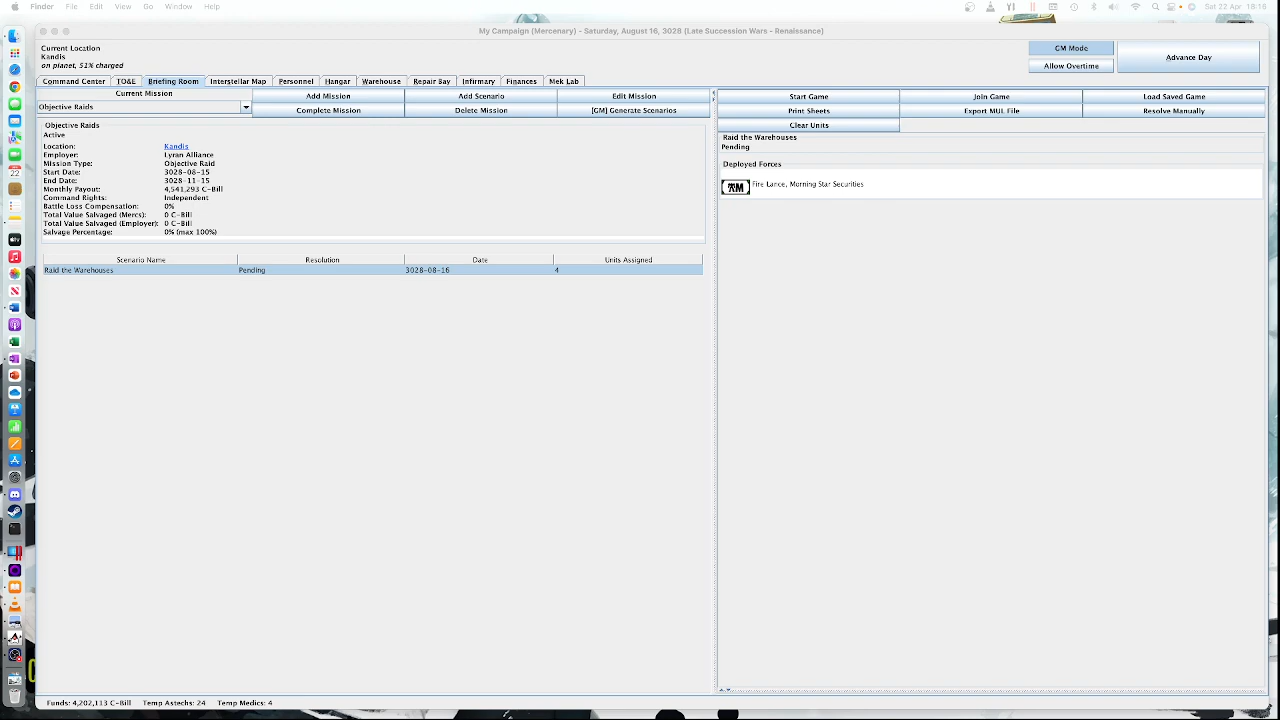 Finder File Edit View Go Window Help Sat 22 Apr 18:18
My Campaign (Mercenary) - Saturday, August 16, 3028 (Late Succession Wars - Renaissance)
Current Location
Kandis
on planet, 51% charged
GM Mode
Allow Overtime
Advance Day
Command Center TO&E Briefing Room Interstellar Map Personnel Hangar Warehouse Repair Bay Infirmary Finances Mek Lab
Current Mission
Objective Raids
Add Mission Add Scenario Edit Mission
Complete Mission Delete Mission [GM] Generate Scenarios
Objective Raids
Active
Location: Kandis
Employer: Lyran Alliance
Mission Type: Objective Raid
Start Date: 3028-08-15
End Date: 3028-11-15
Monthly Payout: 4,541,293 C-Bill
Command Rights: Independent
Battle Loss Compensation: 0%
Total Value Salvaged (Mercs): 0 C-Bill
Total Value Salvaged (Employer): 0 C-Bill
Salvage Percentage: 0% (max 100%)
Scenario Name Resolution Date Units Assigned
Raid the Warehouses Pending 3028-08-16 4
Start Game Join Game Load Saved Game
Print Sheets Export MUL File Resolve Manually
Clear Units
Raid the Warehouses
Pending
Deployed Forces
Fire Lance, Morning Star Securities
Funds: 4,202,113 C-Bill Temp Astechs: 24 Temp Medics: 4